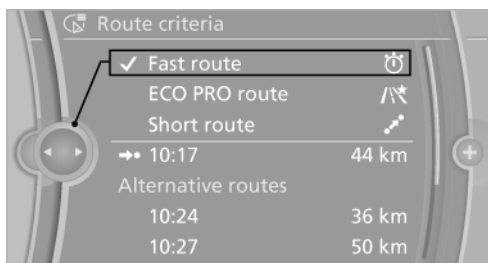 Route criteria
Fast route
ECO PRO route
Short route
10:17 44 km
Alternative routes
10:24 36 km
10:27 50 km